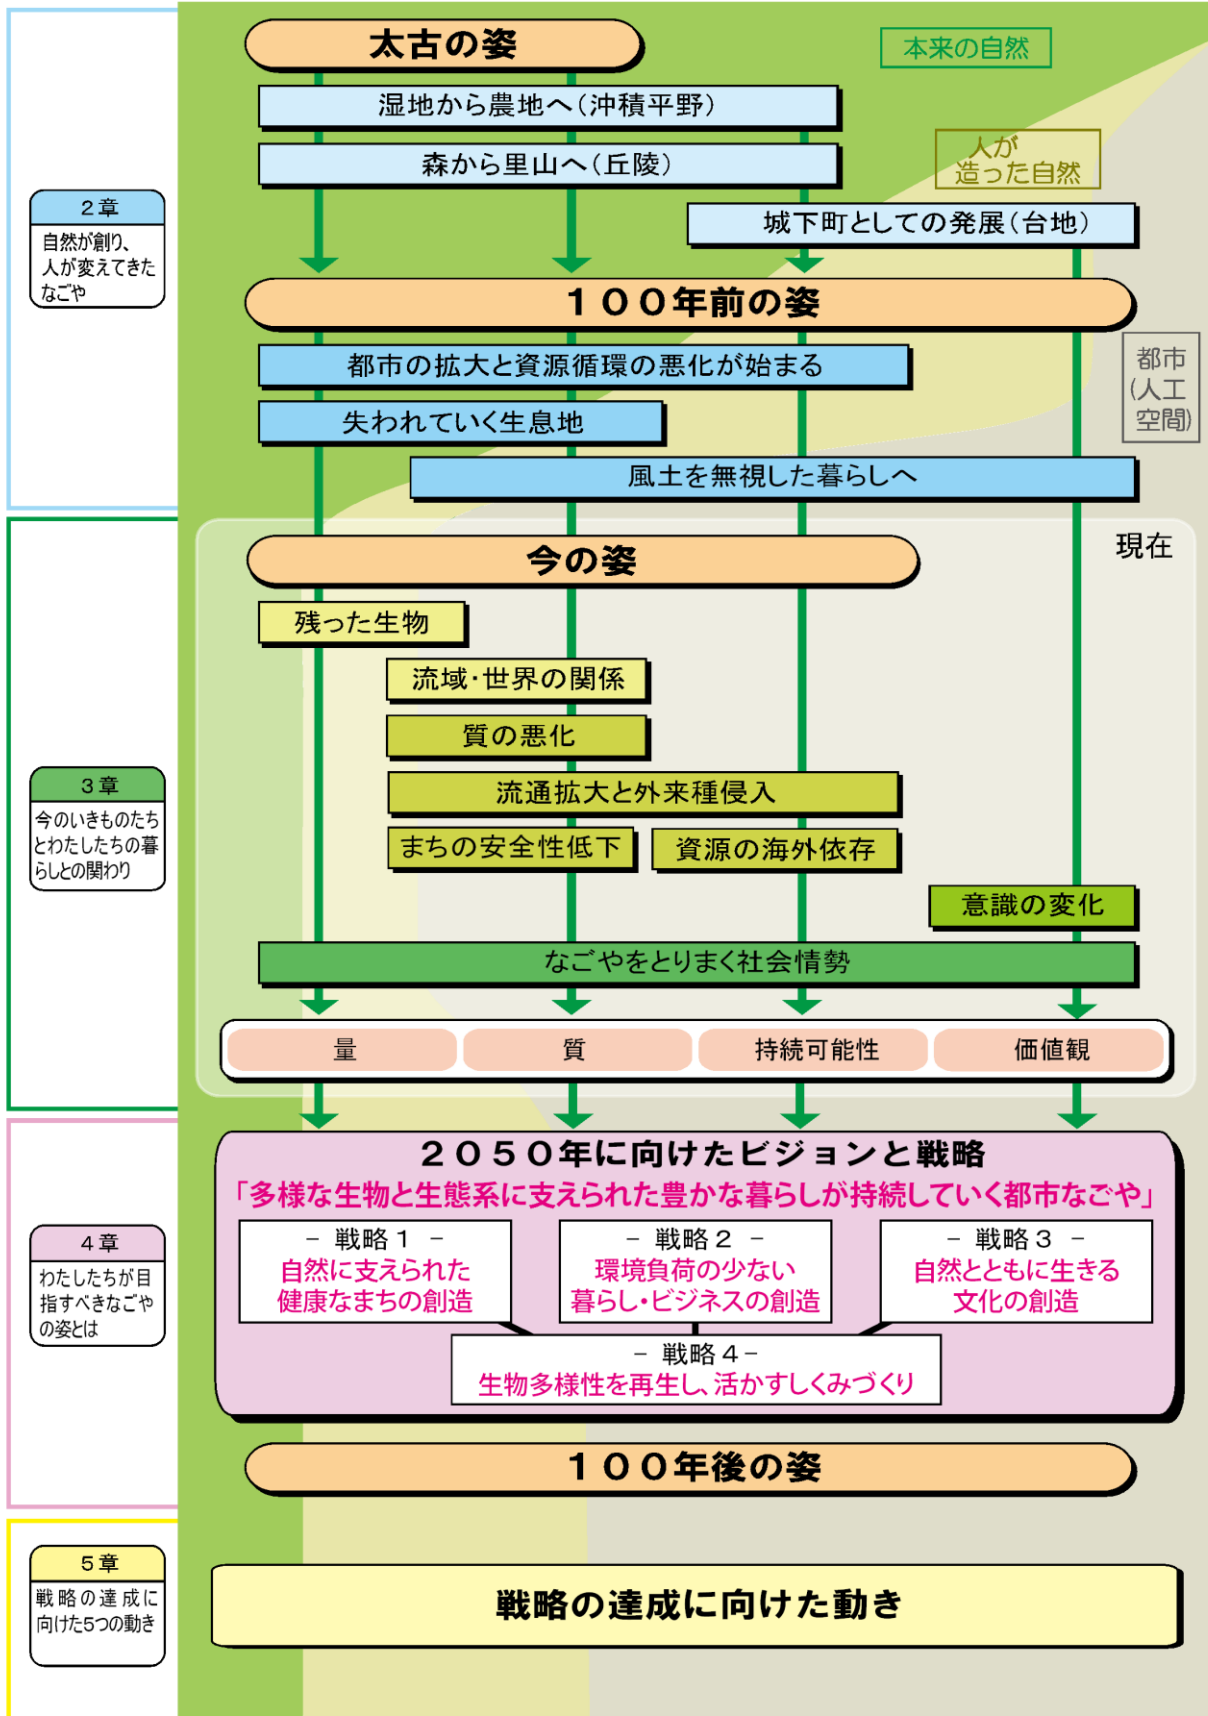 太古の姿
本来の自然
湿地から農地へ(沖積平野)
森から里山へ(丘陵)
人が
造った自然
城下町としての発展(台地)
2章
自然が創り、
人が変えてきた
なごや
100年前の姿
都市の拡大と資源循環の悪化が始まる
都市
(人工
空間)
失われていく生息地
風土を無視した暮らしへ
現在
今の姿
残った生物
流域・世界の関係
質の悪化
流通拡大と外来種侵入
まちの安全性低下
資源の海外依存
3章
今のいきものたち
とわたしたちの暮
らしとの関わり
意識の変化
なごやをとりまく社会情勢
量
質
持続可能性
価値観
2050年に向けたビジョンと戦略
「多様な生物と生態系に支えられた豊かな暮らしが持続していく都市なごや」
4章
わたしたちが目
指すべきなごや
の姿とは
- 戦略1 -
自然に支えられた
健康なまちの創造
- 戦略2 -
環境負荷の少ない
暮らし・ビジネスの創造
- 戦略3 -
自然とともに生きる
文化の創造
- 戦略4-
生物多様性を再生し、活かすしくみづくり
100年後の姿
5章
戦略の達成に
向けた5つの動き
戦略の達成に向けた動き